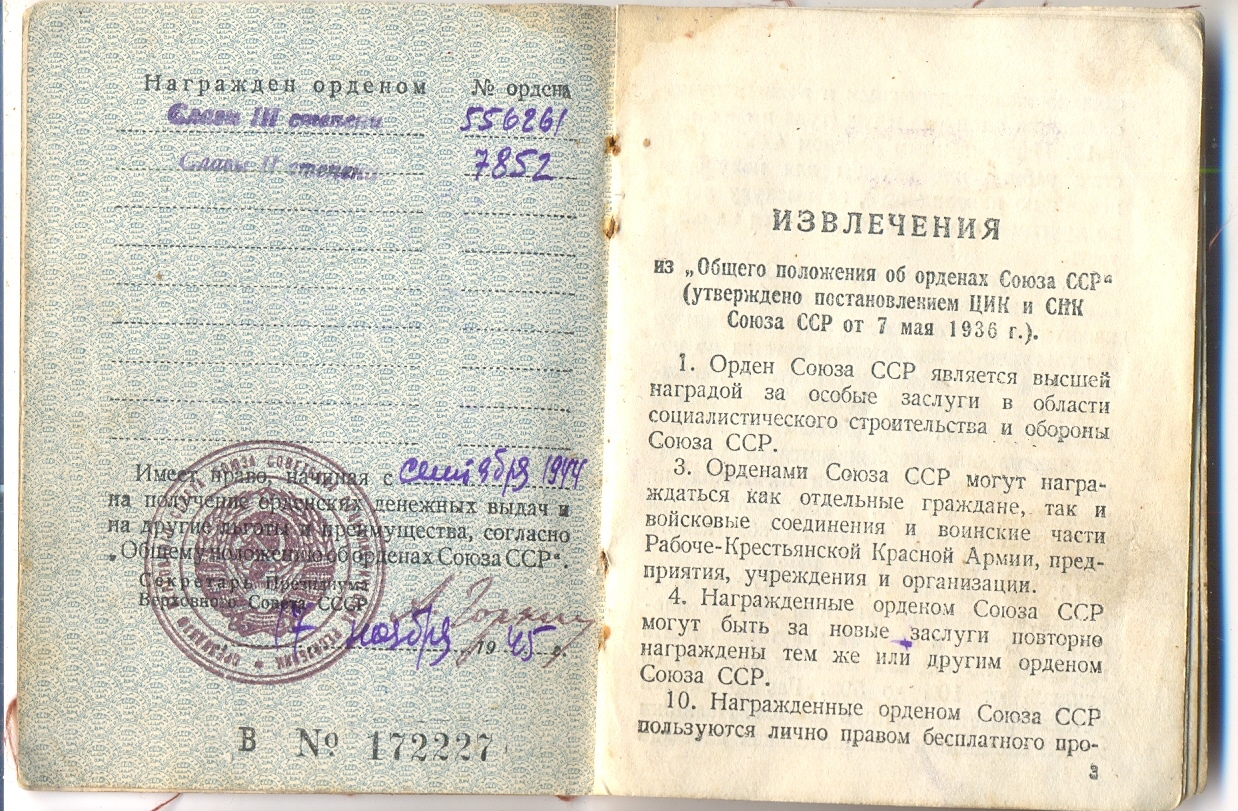 Награжден орденом № ордена
Славы III степени 556261
Славы II степени 7852
Имеет право, начиная с сентября 1944
на получение орденских денежных выдач и
на другие льготы и преимущества, согласно
„Общему положению об орденах Союза ССР“.
Секретарь Президиума
Верховного Совета СССР
А Горкин
17 ноября 1945 г.
В № 172227
ИЗВЛЕЧЕНИЯ
из „Общего положения об орденах Союза ССР“
(утверждено постановлением ЦИК и СНК
Союза ССР от 7 мая 1936 г.).
1. Орден Союза ССР является высшей
наградой за особые заслуги в области
социалистического строительства и обороны
Союза ССР.
3. Орденами Союза ССР могут награ-
ждаться как отдельные граждане, так и
войсковые соединения и воинские части
Рабоче-Крестьянской Красной Армии, пред-
приятия, учреждения и организации.
4. Награжденные орденом Союза ССР
могут быть за новые заслуги повторно
награждены тем же или другим орденом
Союза ССР.
10. Награжденные орденом Союза ССР
пользуются лично правом бесплатного про-
3